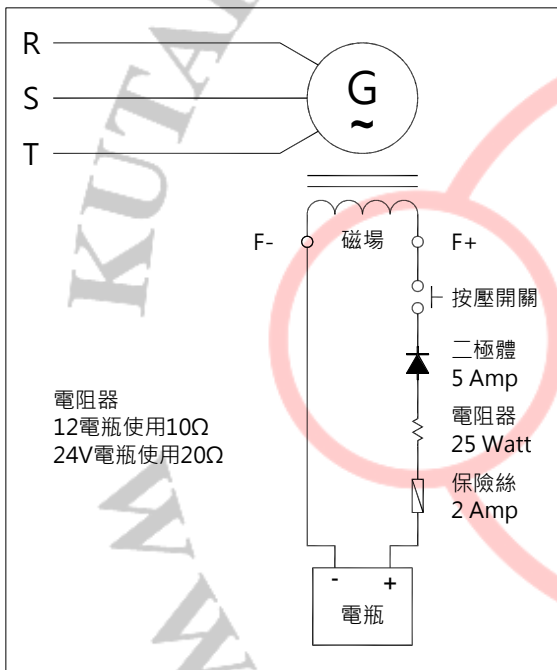 R
S
T
G
~
F-
磁場
F+
按壓開關
二極體
5 Amp
電阻器
25 Watt
保險絲
2 Amp
電阻器
12電瓶使用10Ω
24V電瓶使用20Ω
- +
電瓶
KUTAI
W
W